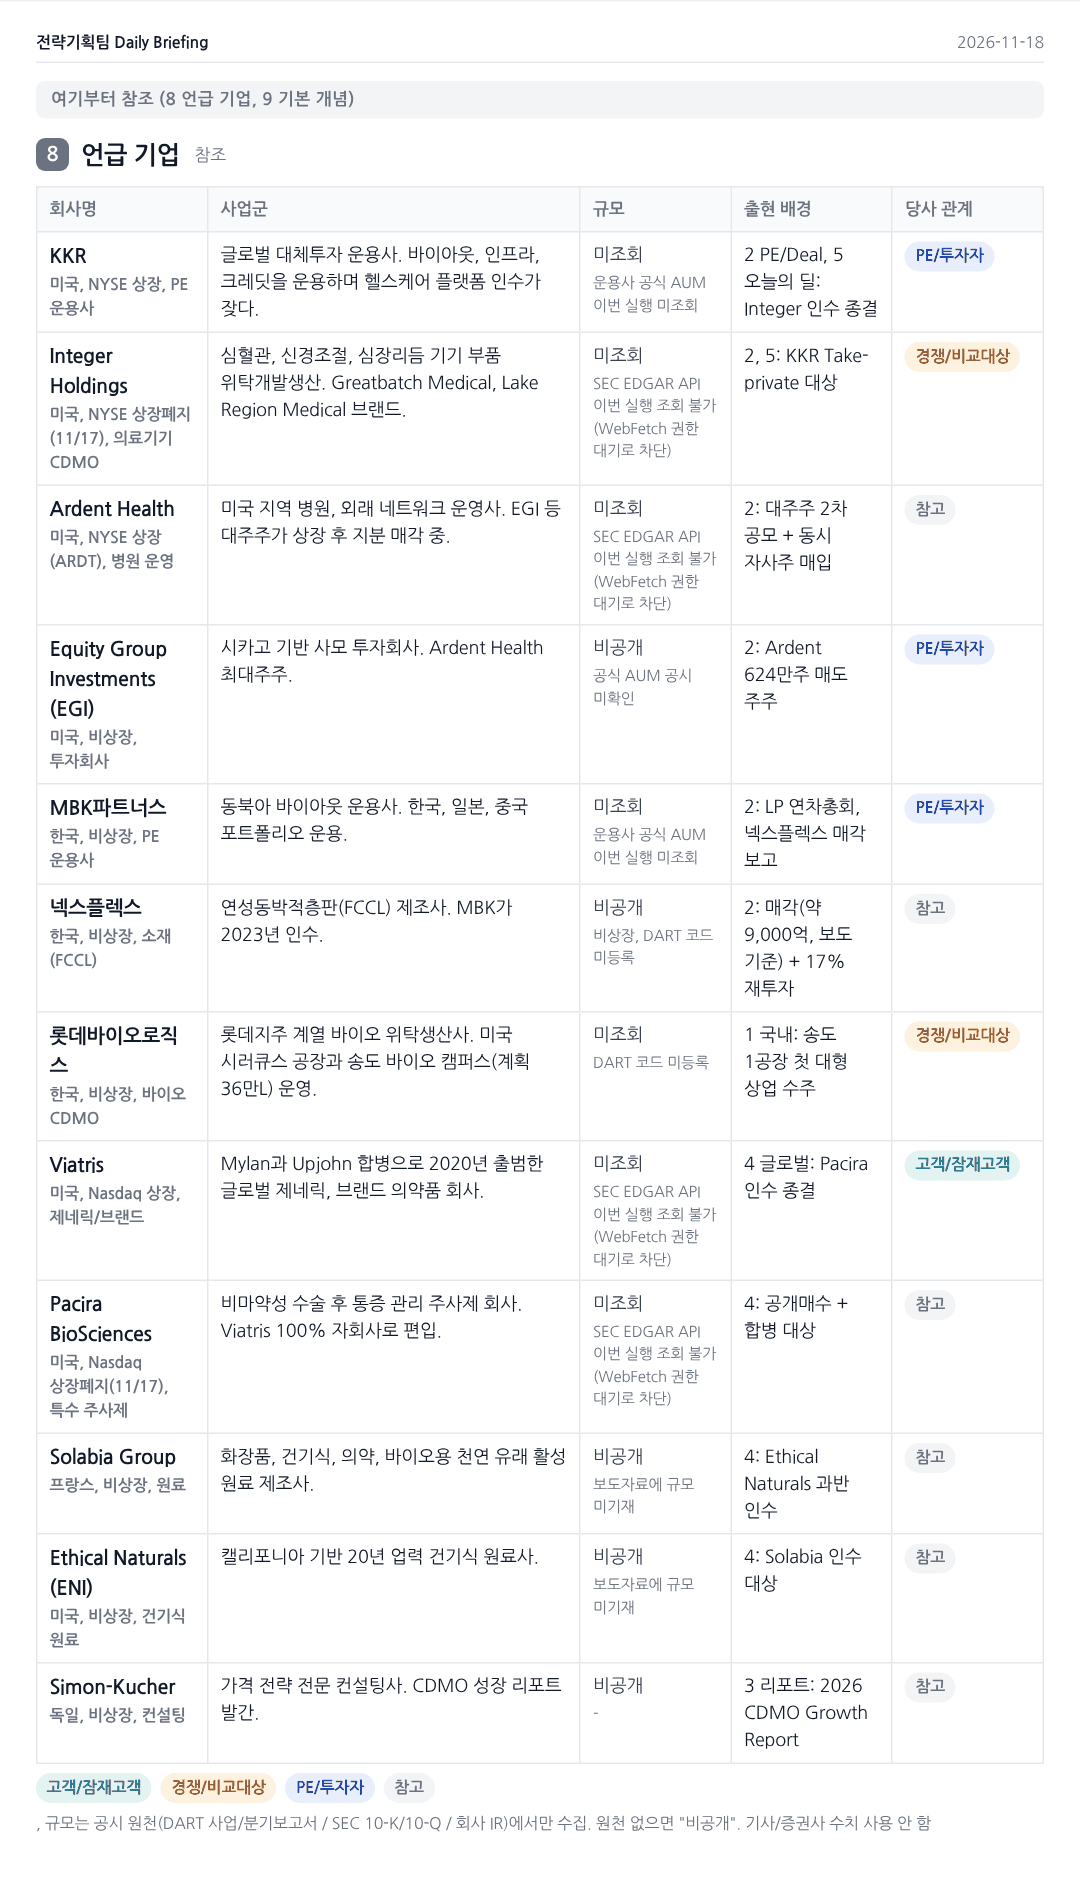 전략기획팀 Daily Briefing
2026-11-18
여기부터 참조 (8 언급 기업, 9 기본 개념)
8 언급 기업 참조
회사명 사업군 규모 출현 배경 당사 관계
KKR
미국, NYSE 상장, PE
운용사
글로벌 대체투자 운용사. 바이아웃, 인프라,
크레딧을 운용하며 헬스케어 플랫폼 인수가
잦다.
미조회
운용사 공식 AUM
이번 실행 미조회
2 PE/Deal, 5
오늘의 딜:
Integer 인수 종결
PE/투자자
Integer
Holdings
미국, NYSE 상장폐지
(11/17), 의료기기
CDMO
심혈관, 신경조절, 심장리듬 기기 부품
위탁개발생산. Greatbatch Medical, Lake
Region Medical 브랜드.
미조회
SEC EDGAR API
이번 실행 조회 불가
(WebFetch 권한
대기로 차단)
2, 5: KKR Take-
private 대상
경쟁/비교대상
Ardent Health
미국, NYSE 상장
(ARDT), 병원 운영
미국 지역 병원, 외래 네트워크 운영사. EGI 등
대주주가 상장 후 지분 매각 중.
미조회
SEC EDGAR API
이번 실행 조회 불가
(WebFetch 권한
대기로 차단)
2: 대주주 2차
공모 + 동시
자사주 매입
참고
Equity Group
Investments
(EGI)
미국, 비상장,
투자회사
시카고 기반 사모 투자회사. Ardent Health
최대주주.
비공개
공식 AUM 공시
미확인
2: Ardent
624만주 매도
주주
PE/투자자
MBK파트너스
한국, 비상장, PE
운용사
동북아 바이아웃 운용사. 한국, 일본, 중국
포트폴리오 운용.
미조회
운용사 공식 AUM
이번 실행 미조회
2: LP 연차총회,
넥스플렉스 매각
보고
PE/투자자
넥스플렉스
한국, 비상장, 소재
(FCCL)
연성동박적층판(FCCL) 제조사. MBK가
2023년 인수.
비공개
비상장, DART 코드
미등록
2: 매각(약
9,000억, 보도
기준) + 17%
재투자
참고
롯데바이오로직
스
한국, 비상장, 바이오
CDMO
롯데지주 계열 바이오 위탁생산사. 미국
시러큐스 공장과 송도 바이오 캠퍼스(계획
36만L) 운영.
미조회
DART 코드 미등록
1 국내: 송도
1공장 첫 대형
상업 수주
경쟁/비교대상
Viatris
미국, Nasdaq 상장,
제네릭/브랜드
Mylan과 Upjohn 합병으로 2020년 출범한
글로벌 제네릭, 브랜드 의약품 회사.
미조회
SEC EDGAR API
이번 실행 조회 불가
(WebFetch 권한
대기로 차단)
4 글로벌: Pacira
인수 종결
고객/잠재고객
Pacira
BioSciences
미국, Nasdaq
상장폐지(11/17),
특수 주사제
비마약성 수술 후 통증 관리 주사제 회사.
Viatris 100% 자회사로 편입.
미조회
SEC EDGAR API
이번 실행 조회 불가
(WebFetch 권한
대기로 차단)
4: 공개매수 +
합병 대상
참고
Solabia Group
프랑스, 비상장, 원료
화장품, 건기식, 의약, 바이오용 천연 유래 활성
원료 제조사.
비공개
보도자료에 규모
미기재
4: Ethical
Naturals 과반
인수
참고
Ethical Naturals
(ENI)
미국, 비상장, 건기식
원료
캘리포니아 기반 20년 업력 건기식 원료사.
비공개
보도자료에 규모
미기재
4: Solabia 인수
대상
참고
Simon-Kucher
독일, 비상장, 컨설팅
가격 전략 전문 컨설팅사. CDMO 성장 리포트
발간.
비공개
-
3 리포트: 2026
CDMO Growth
Report
참고
고객/잠재고객 경쟁/비교대상 PE/투자자 참고
, 규모는 공시 원천(DART 사업/분기보고서 / SEC 10-K/10-Q / 회사 IR)에서만 수집. 원천 없으면 "비공개". 기사/증권사 수치 사용 안 함